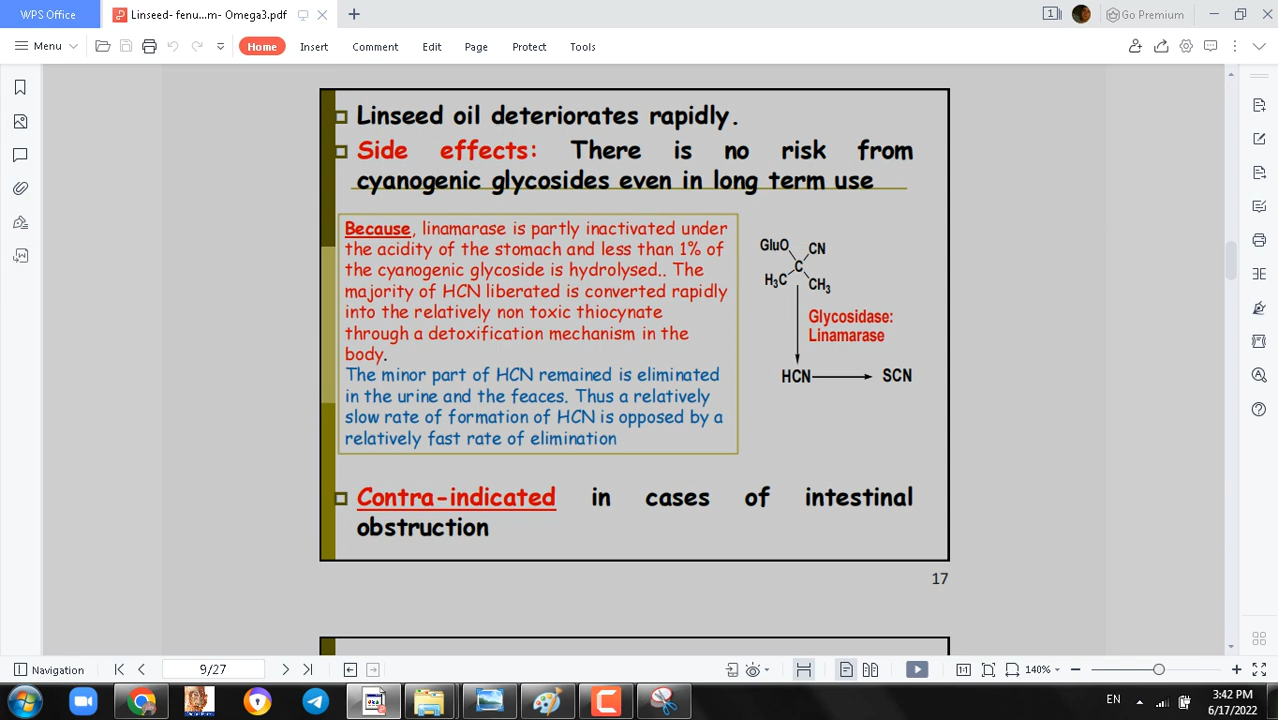 WPS Office
Linseed- fenu...m- Omega3.pdf
1
Go Premium
Menu
Home
Insert
Comment
Edit
Page
Protect
Tools
Linseed oil deteriorates rapidly.
Side effects: There is no risk from
cyanogenic glycosides even in long term use
Because, linamarase is partly inactivated under
the acidity of the stomach and less than 1% of
the cyanogenic glycoside is hydrolysed.. The
majority of HCN liberated is converted rapidly
into the relatively non toxic thiocynate
through a detoxification mechanism in the
body.
The minor part of HCN remained is eliminated
in the urine and the feaces. Thus a relatively
slow rate of formation of HCN is opposed by a
relatively fast rate of elimination
GluO CN
C
H3C CH3
Glycosidase:
Linamarase
HCN SCN
Contra-indicated in cases of intestinal
obstruction
17
Navigation
9/27
1:1
140%
EN
3:42 PM
6/17/2022